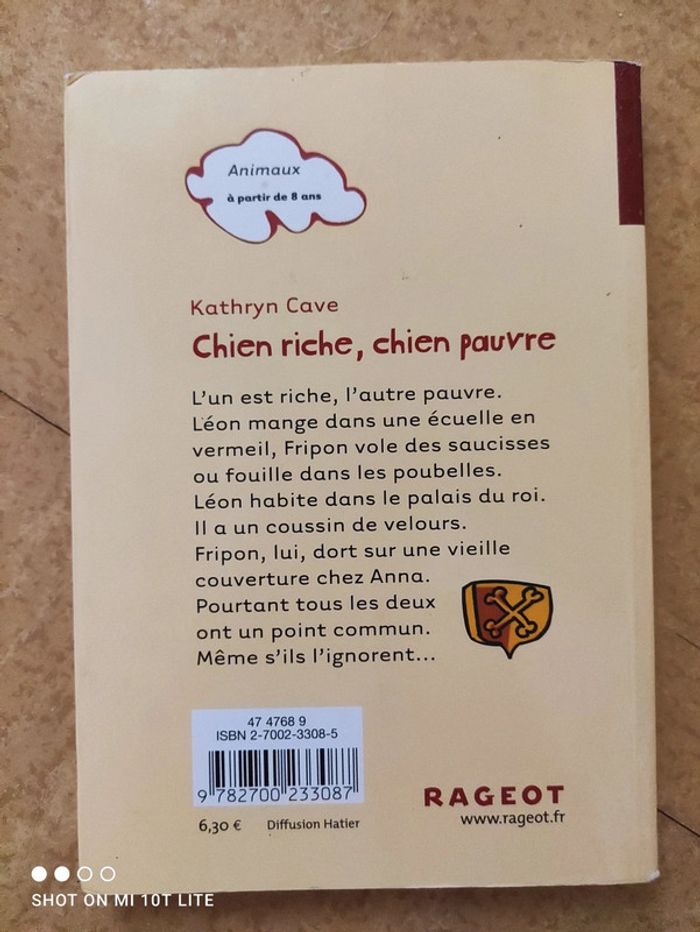 Animaux
à partir de 8 ans
Kathryn Cave
Chien riche, chien pauvre
L'un est riche, l'autre pauvre.
Léon mange dans une écuelle en
vermeil, Fripon vole des saucisses
ou fouille dans les poubelles.
Léon habite dans le palais du roi.
Il a un coussin de velours.
Fripon, lui, dort sur une vieille
couverture chez Anna.
Pourtant tous les deux
ont un point commun.
Même s'ils l'ignorent...
47 4768 9
ISBN 2-7002-3308-5
9 782700 233087
6,30 € Diffusion Hatier
RAGEOT
www.rageot.fr
SHOT ON MI 10T LITE